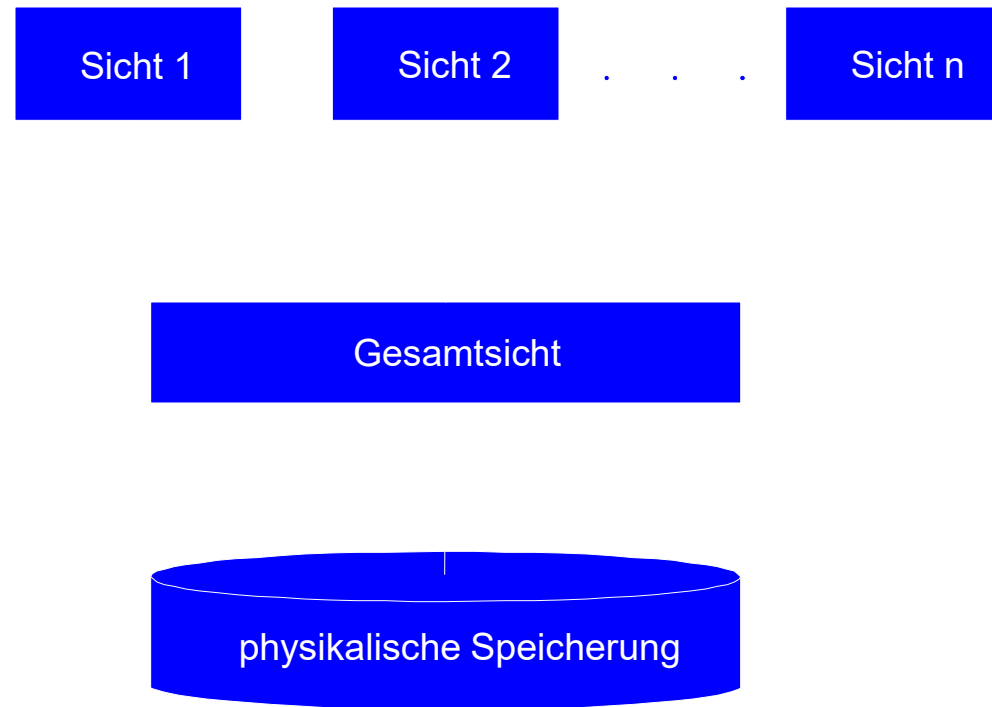 Sicht 1
Sicht 2
. . .
Sicht n
Gesamtsicht
physikalische Speicherung